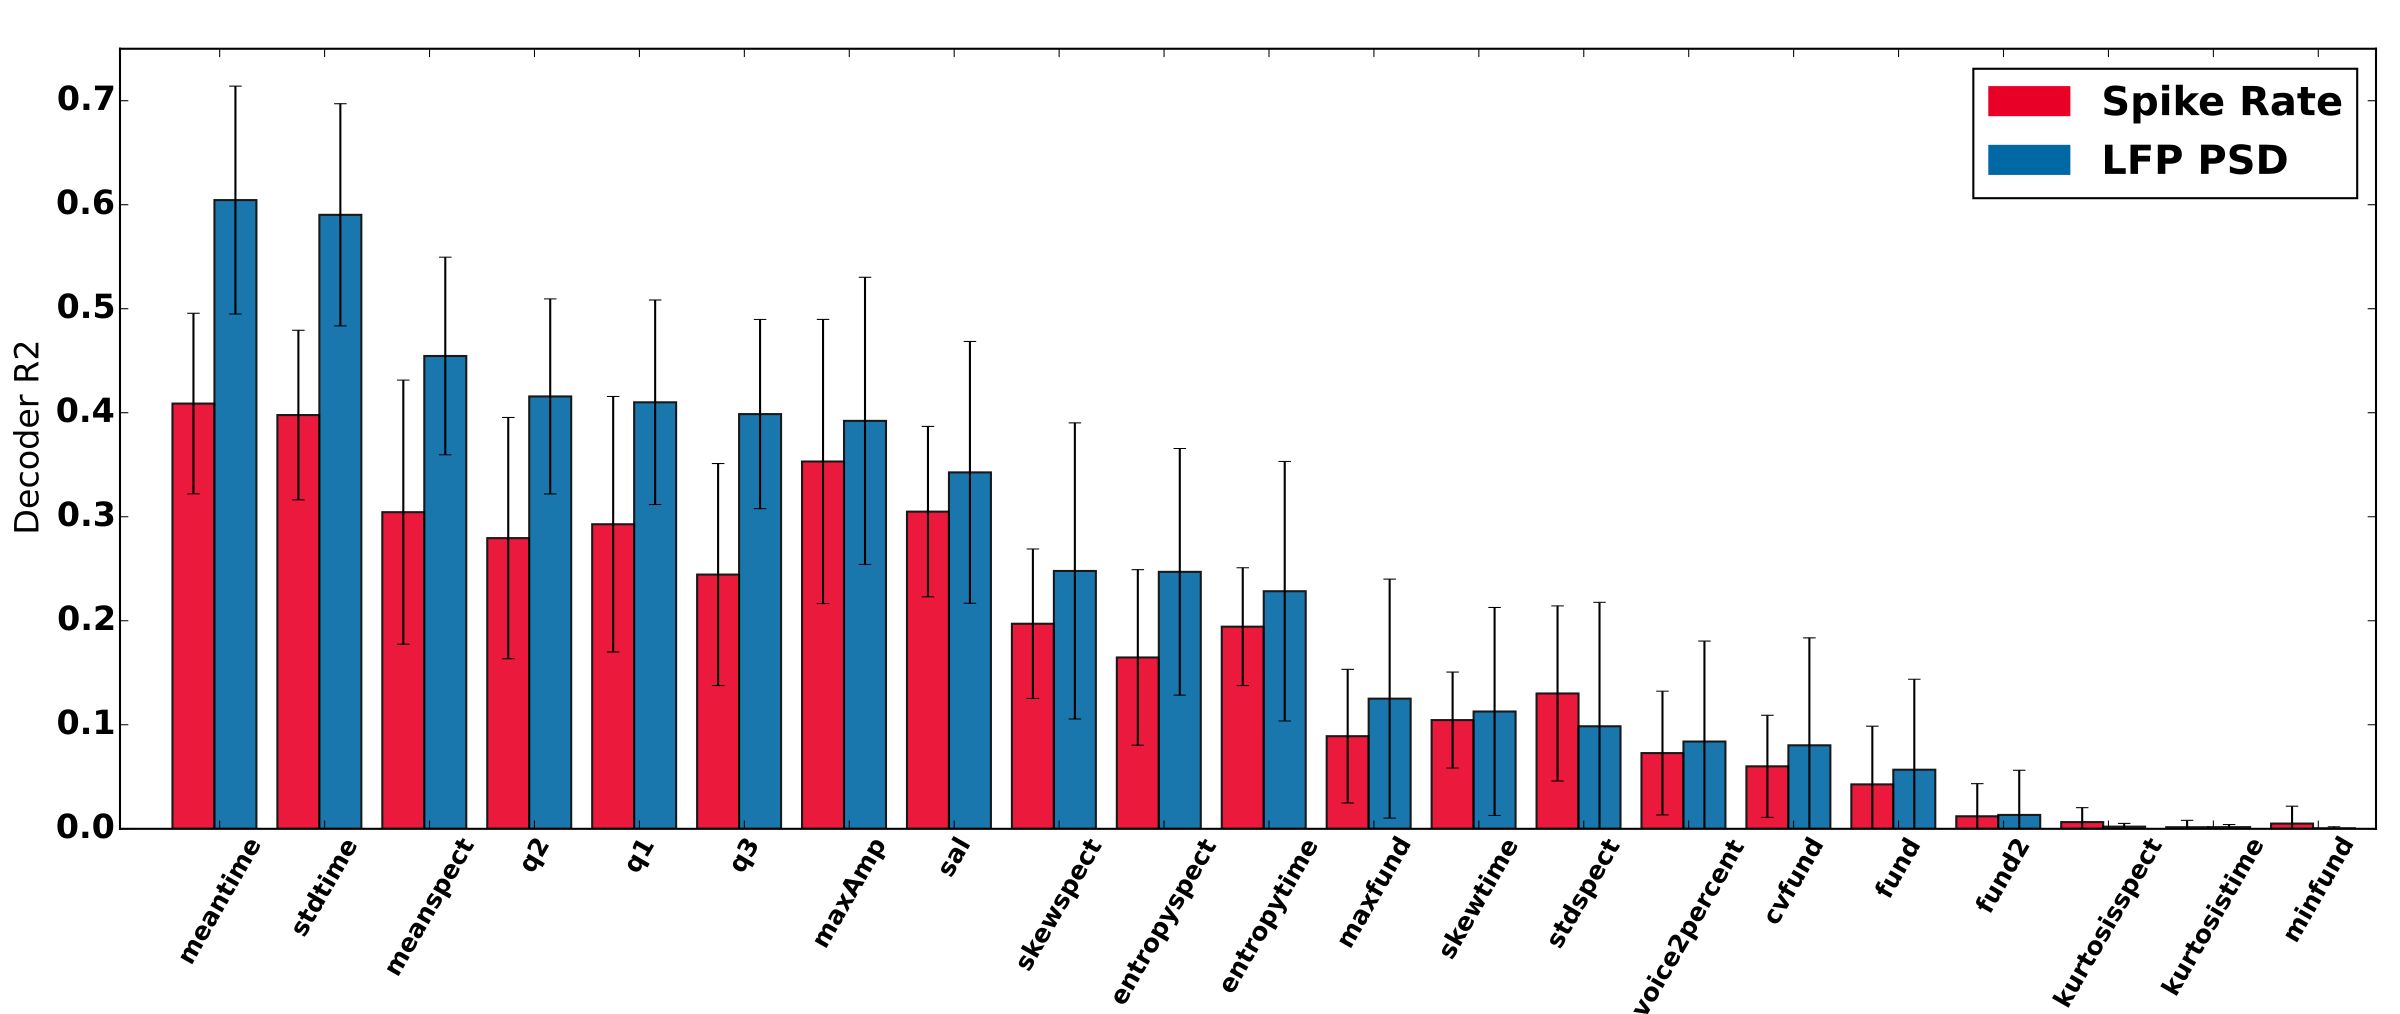 Spike Rate
LFP PSD
Decoder R2
0.7
0.6
0.5
0.4
0.3
0.2
0.1
0.0
meantime
stdtime
meanspect
q2
q1
q3
maxAmp
sal
skewspect
entropyspect
entropytime
maxfund
skewtime
stdspect
voice2percent
cvfund
fund
fund2
kurtosisspect
kurtosistime
minfund